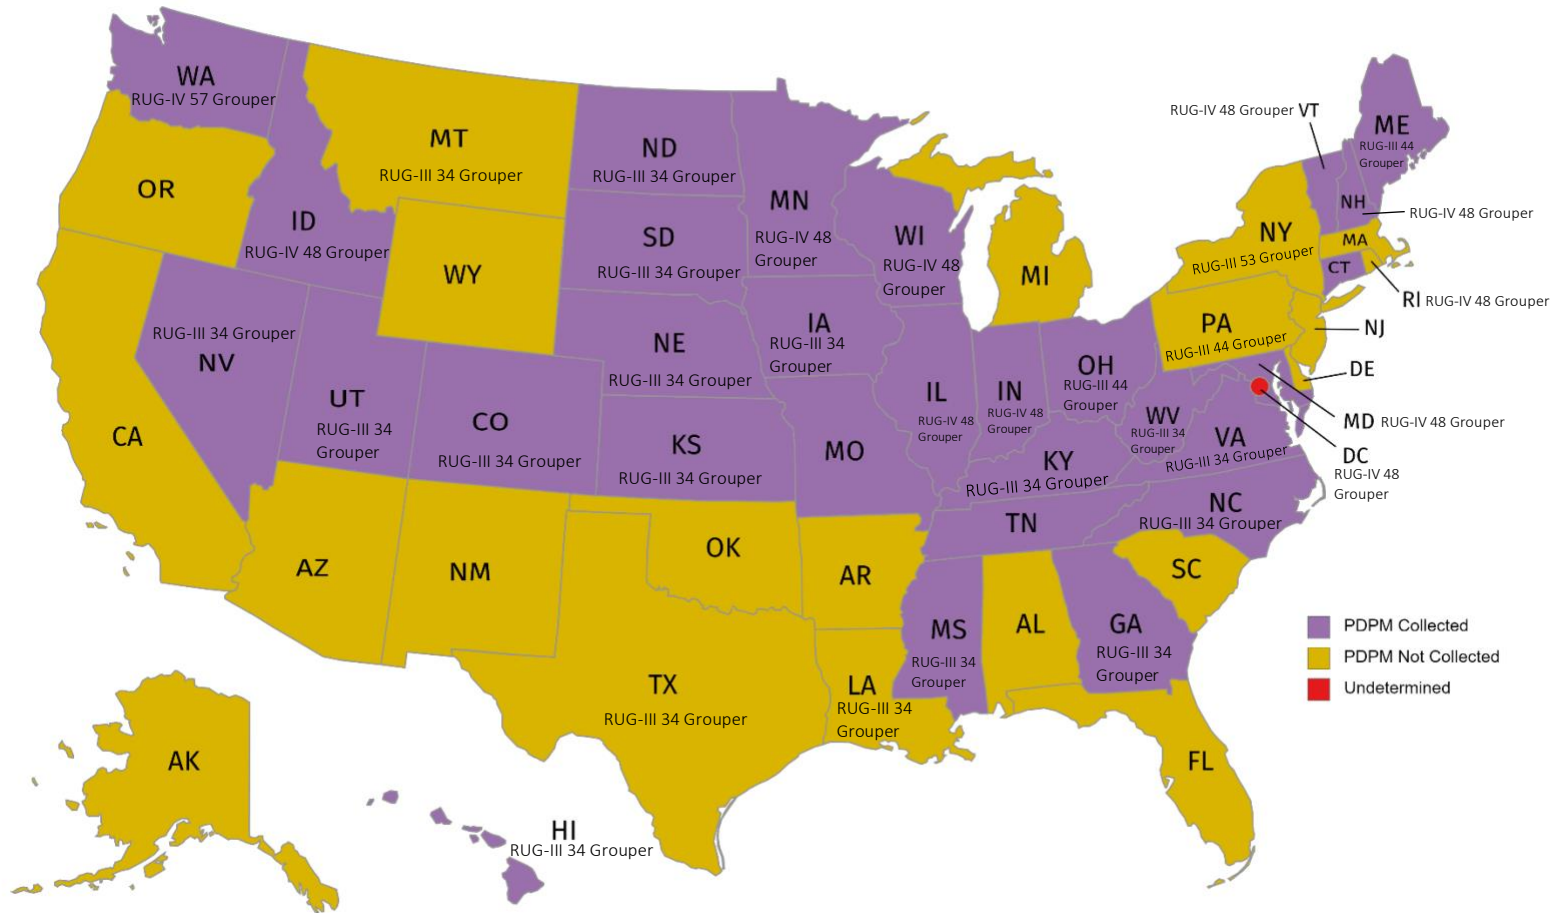 WA
RUG-IV 57 Grouper
OR
MT
RUG-III 34 Grouper
ID
RUG-IV 48 Grouper
WY
ND
RUG-III 34 Grouper
SD
RUG-III 34 Grouper
MN
RUG-IV 48
Grouper
WI
RUG-IV 48
Grouper
MI
RUG-IV 48 Grouper VT
ME
RUG-III 44
Grouper
NH
RUG-IV 48 Grouper
NY
RUG-III 53 Grouper
MA
CT
RI RUG-IV 48 Grouper
PA
RUG-III 44 Grouper
NJ
DE
MD RUG-IV 48 Grouper
DC
RUG-IV 48
Grouper
RUG-III 34 Grouper
NV
CA
UT
RUG-III 34
Grouper
CO
RUG-III 34 Grouper
NE
RUG-III 34 Grouper
KS
RUG-III 34 Grouper
IA
RUG-III 34
Grouper
MO
IL
RUG-IV 48
Grouper
IN
RUG-IV 48
Grouper
OH
RUG-III 44
Grouper
WV
RUG-III 34
Grouper
VA
RUG-III 34 Grouper
KY
RUG-III 34 Grouper
NC
RUG-III 34 Grouper
TN
AZ
NM
OK
AR
SC
MS
RUG-III 34
Grouper
AL
GA
RUG-III 34
Grouper
TX
RUG-III 34 Grouper
LA
RUG-III 34
Grouper
FL
AK
HI
RUG-III 34 Grouper
PDPM Collected
PDPM Not Collected
Undetermined